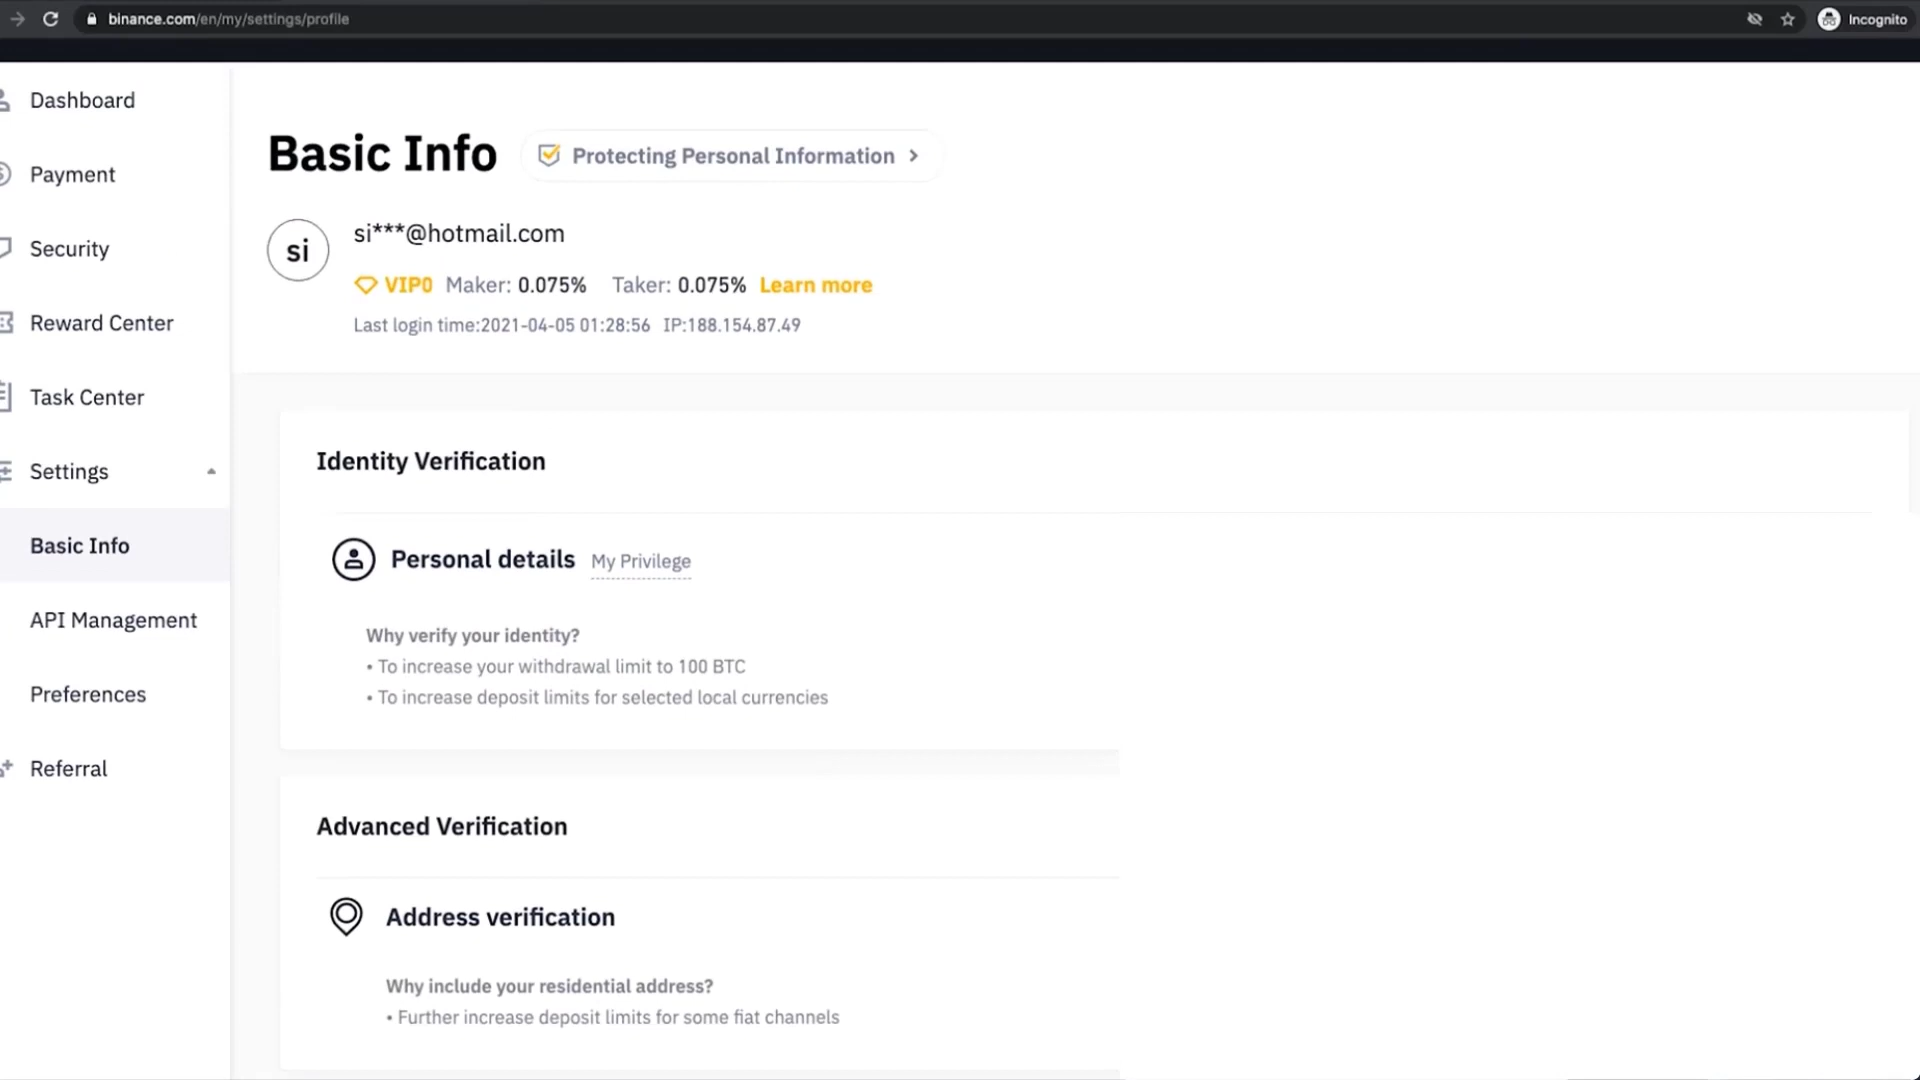 binance.com/en/my/settings/profile
Incognito
Dashboard
Payment
Security
Reward Center
Task Center
Settings
Basic Info
API Management
Preferences
Referral
Basic Info
Protecting Personal Information
si
si***@hotmail.com
VIP0 Maker: 0.075% Taker: 0.075% Learn more
Last login time:2021-04-05 01:28:56 IP:188.154.87.49
Identity Verification
Personal details My Privilege
Why verify your identity?
• To increase your withdrawal limit to 100 BTC
• To increase deposit limits for selected local currencies
Advanced Verification
Address verification
Why include your residential address?
• Further increase deposit limits for some fiat channels